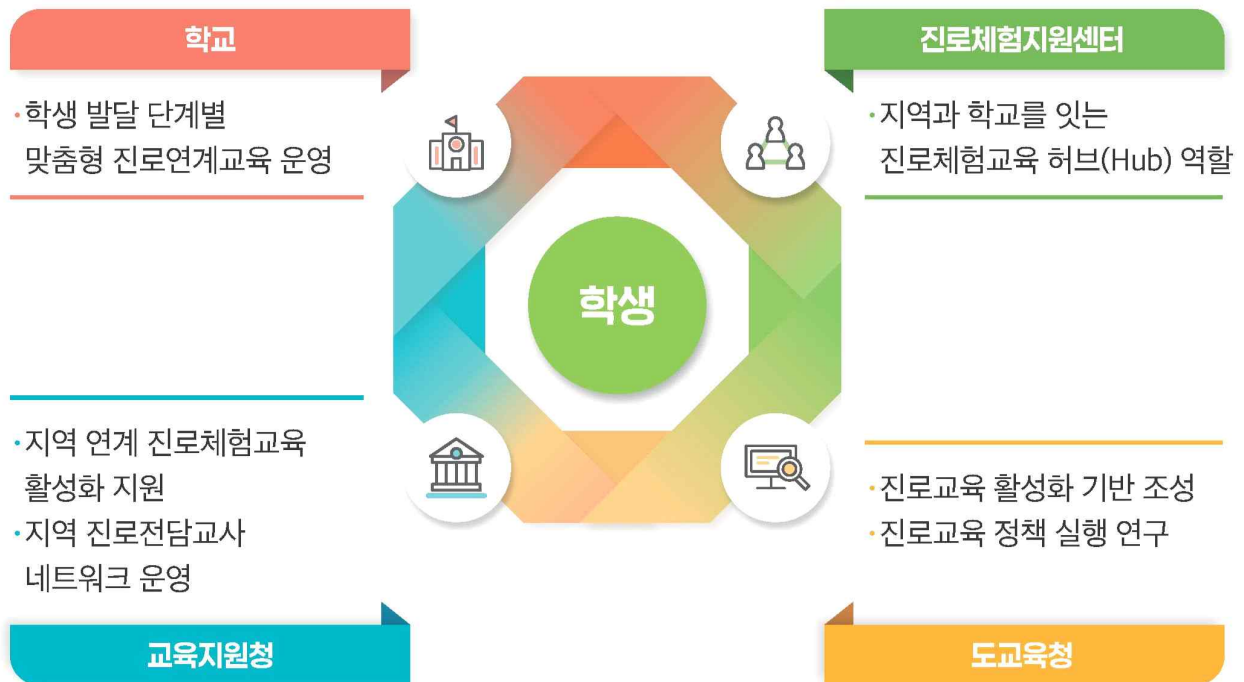 학교
·학생 발달 단계별
맞춤형 진로연계교육 운영
진로체험지원센터
·지역과 학교를 잇는
진로체험교육 허브(Hub) 역할
학생
·지역 연계 진로체험교육
활성화 지원
·지역 진로전담교사
네트워크 운영
교육지원청
·진로교육 활성화 기반 조성
·진로교육 정책 실행 연구
도교육청